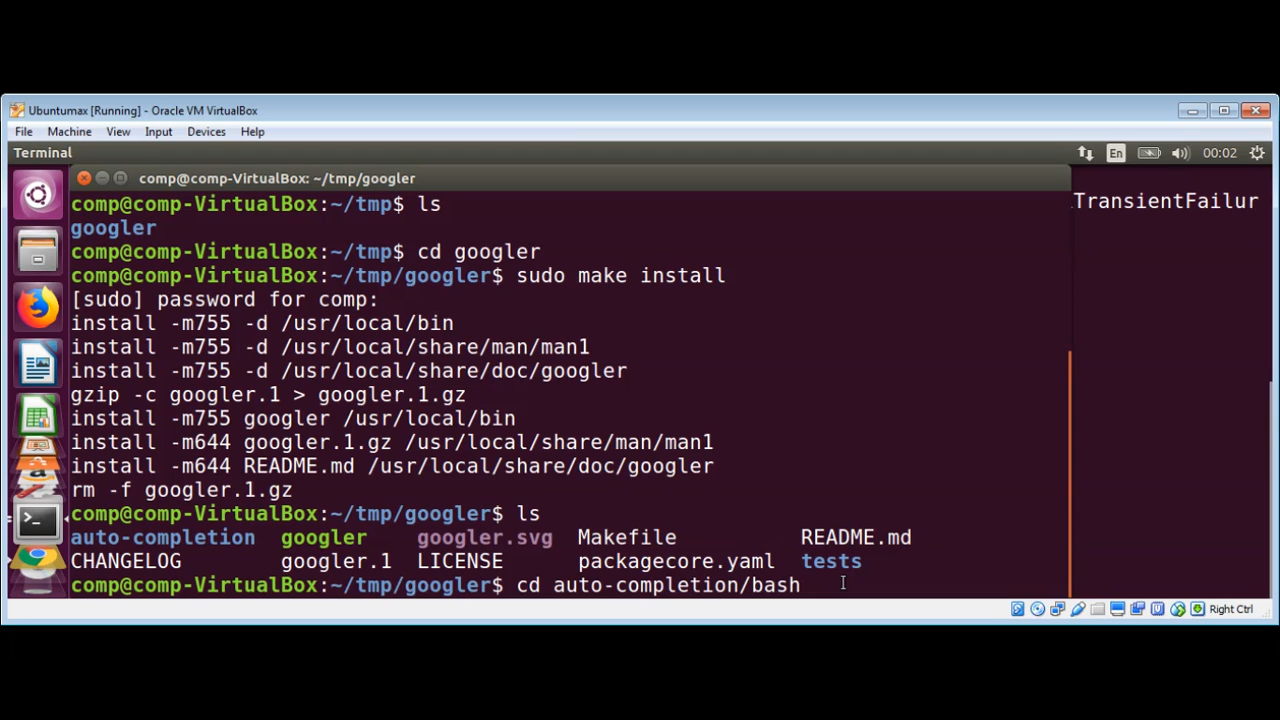 Ubuntumax [Running] - Oracle VM VirtualBox
File Machine View Input Devices Help
Terminal
En
00:02
comp@comp-VirtualBox: ~/tmp/googler
TransientFailur
comp@comp-VirtualBox:~/tmp$ ls
googler
comp@comp-VirtualBox:~/tmp$ cd googler
comp@comp-VirtualBox:~/tmp/googler$ sudo make install
[sudo] password for comp:
install -m755 -d /usr/local/bin
install -m755 -d /usr/local/share/man/man1
install -m755 -d /usr/local/share/doc/googler
gzip -c googler.1 > googler.1.gz
install -m755 googler /usr/local/bin
install -m644 googler.1.gz /usr/local/share/man/man1
install -m644 README.md /usr/local/share/doc/googler
rm -f googler.1.gz
comp@comp-VirtualBox:~/tmp/googler$ ls
auto-completion googler googler.svg Makefile README.md
CHANGELOG googler.1 LICENSE packagecore.yaml tests
comp@comp-VirtualBox:~/tmp/googler$ cd auto-completion/bash
Right Ctrl